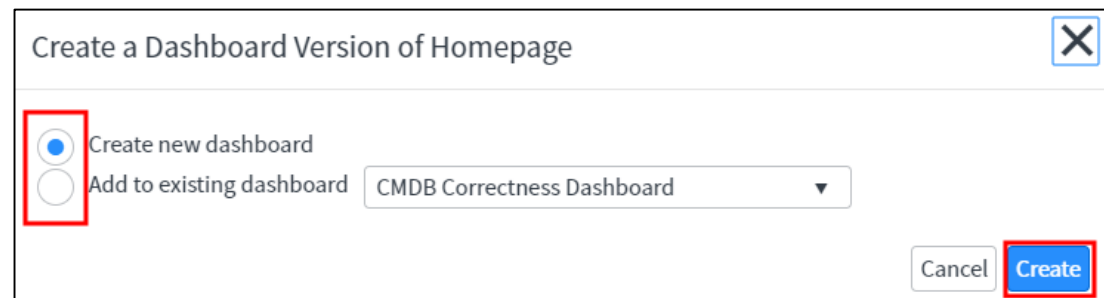 Create a Dashboard Version of Homepage
Create new dashboard
Add to existing dashboard CMDB Correctness Dashboard
Cancel Create